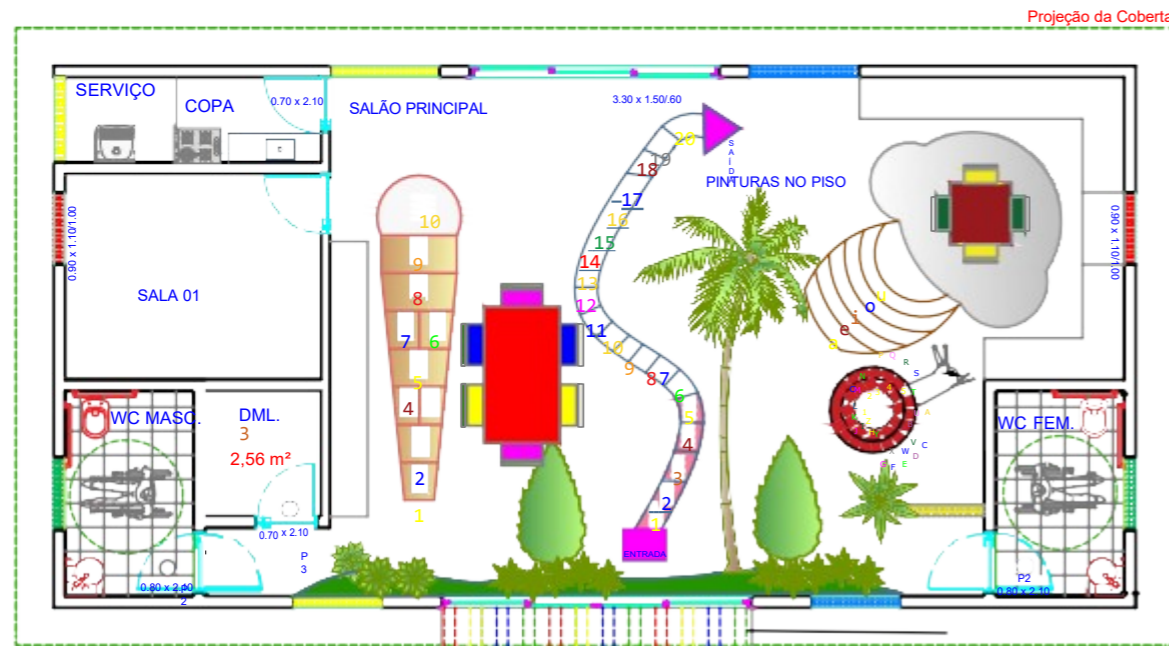 Projeção da Coberta
SERVIÇO
COPA
0.70 x 2.10
SALÃO PRINCIPAL
3.30 x 1.50/.60
SAÍDA
PINTURAS NO PISO
0.90 x 1.10/1.00
SALA 01
0.90 x 1.10/1.00
10
9
8
7 6
5
4
2
1
20
19
18
17
16
15
14
13
12
11
10
9
8
7
6
5
4
3
2
1
ENTRADA
a e i o u
WC MASC.
DML.
3
2,56 m²
0.70 x 2.10
P3
0.80 x 2.10
WC FEM.
P2
0.80 x 2.10